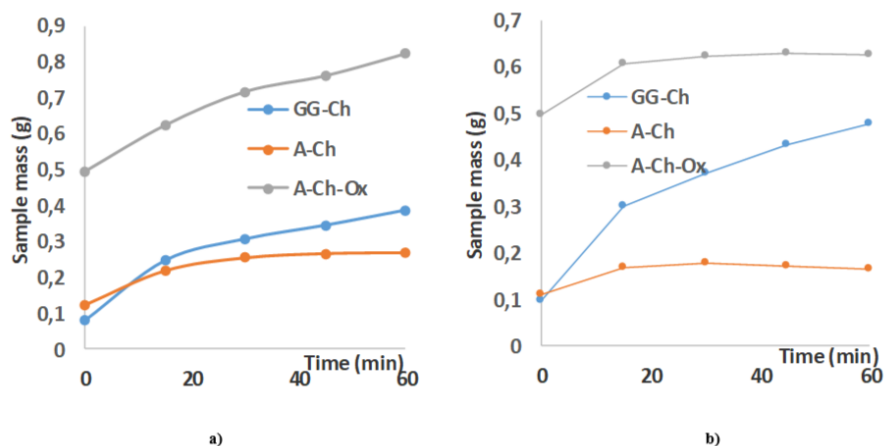 0,9
0,8
0,7
0,6
0,5
0,4
0,3
0,2
0,1
0
Sample mass (g)
GG-Ch
A-Ch
A-Ch-Ox
Time (min)
0 20 40 60
a)
0,7
0,6
0,5
0,4
0,3
0,2
0,1
0
Sample mass (g)
GG-Ch
A-Ch
A-Ch-Ox
Time (min)
0 20 40 60
b)